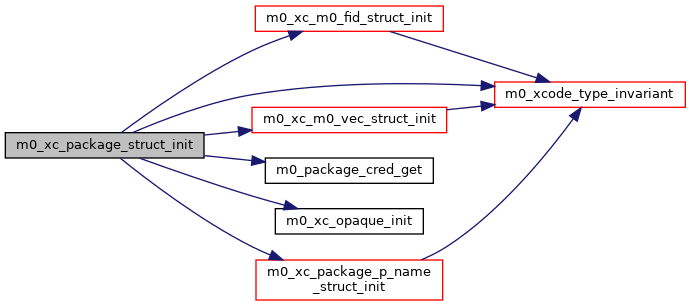 m0_xc_m0_fid_struct_init
m0_xcode_type_invariant
m0_xc_m0_vec_struct_init
m0_xc_package_struct_init
m0_package_cred_get
m0_xc_opaque_init
m0_xc_package_p_name
_struct_init